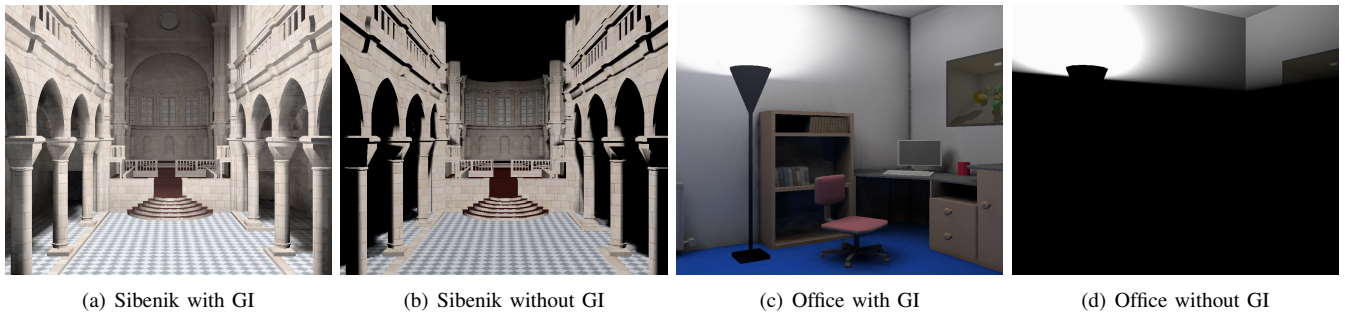 (a) Sibenik with GI
(b) Sibenik without GI
(c) Office with GI
(d) Office without GI